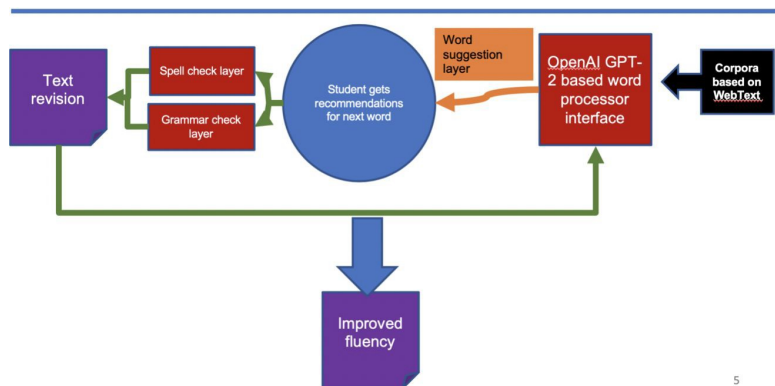 Text
revision
Spell check layer
Grammar check
layer
Student gets
recommendations
for next word
Word
suggestion
layer
OpenAI GPT-
2 based word
processor
interface
Corpora
based on
WebText
Improved
fluency
5